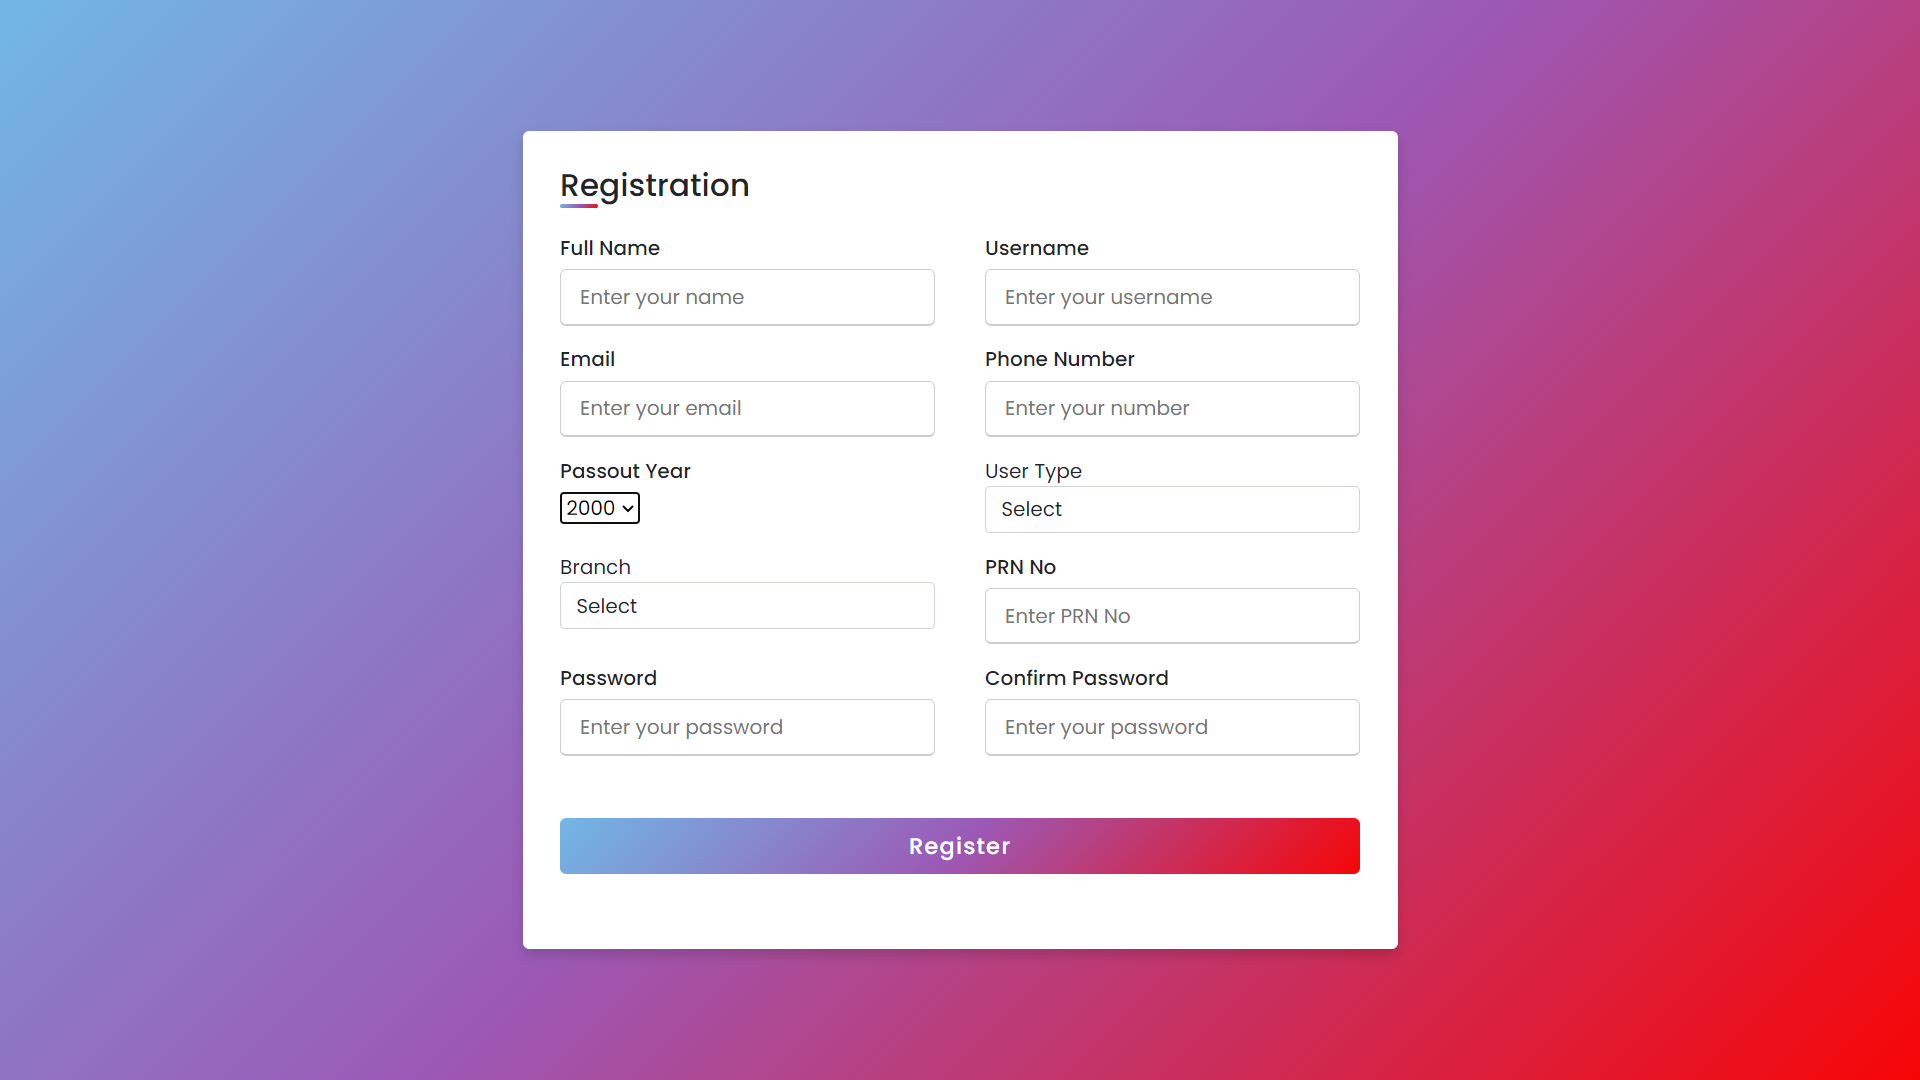 Registration
Full Name
Enter your name
Username
Enter your username
Email
Enter your email
Phone Number
Enter your number
Passout Year
2000
User Type
Select
Branch
Select
PRN No
Enter PRN No
Password
Enter your password
Confirm Password
Enter your password
Register